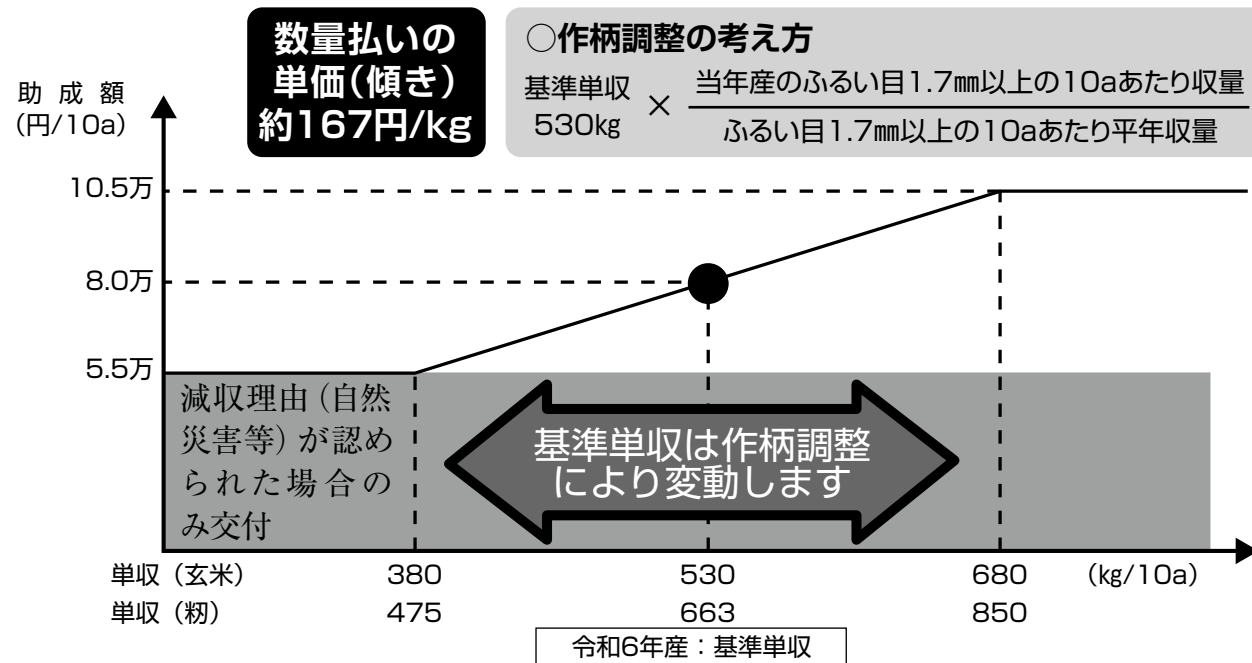 数量払いの
単価(傾き)
約167円/kg
○作柄調整の考え方
基準単収
530kg
×
当年産のふるい目1.7㎜以上の10aあたり収量
ふるい目1.7㎜以上の10aあたり平年収量
助成額
(円/10a)
10.5万
8.0万
5.5万
減収理由(自然
災害等)が認め
られた場合の
み交付
基準単収は作柄調整
により変動します
単収(玄米) 380 530 680 (kg/10a)
単収(籾) 475 663 850
令和6年産:基準単収